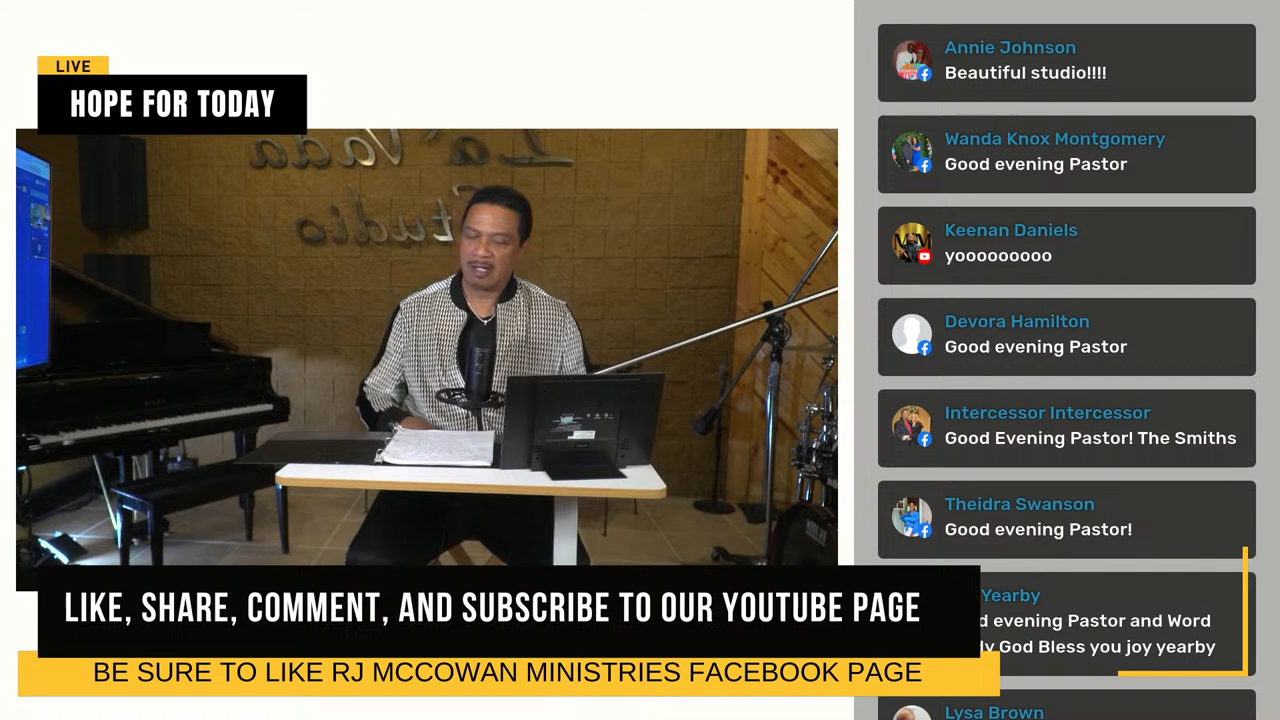 LIVE
HOPE FOR TODAY
La Vada
Studio
LIKE, SHARE, COMMENT, AND SUBSCRIBE TO OUR YOUTUBE PAGE
BE SURE TO LIKE RJ MCCOWAN MINISTRIES FACEBOOK PAGE
Annie Johnson
Beautiful studio!!!!
Wanda Knox Montgomery
Good evening Pastor
Keenan Daniels
yooooooooo
Devora Hamilton
Good evening Pastor
Intercessor Intercessor
Good Evening Pastor! The Smiths
Theidra Swanson
Good evening Pastor!
Yearby
evening Pastor and Word
God Bless you joy yearby
Lysa Brown